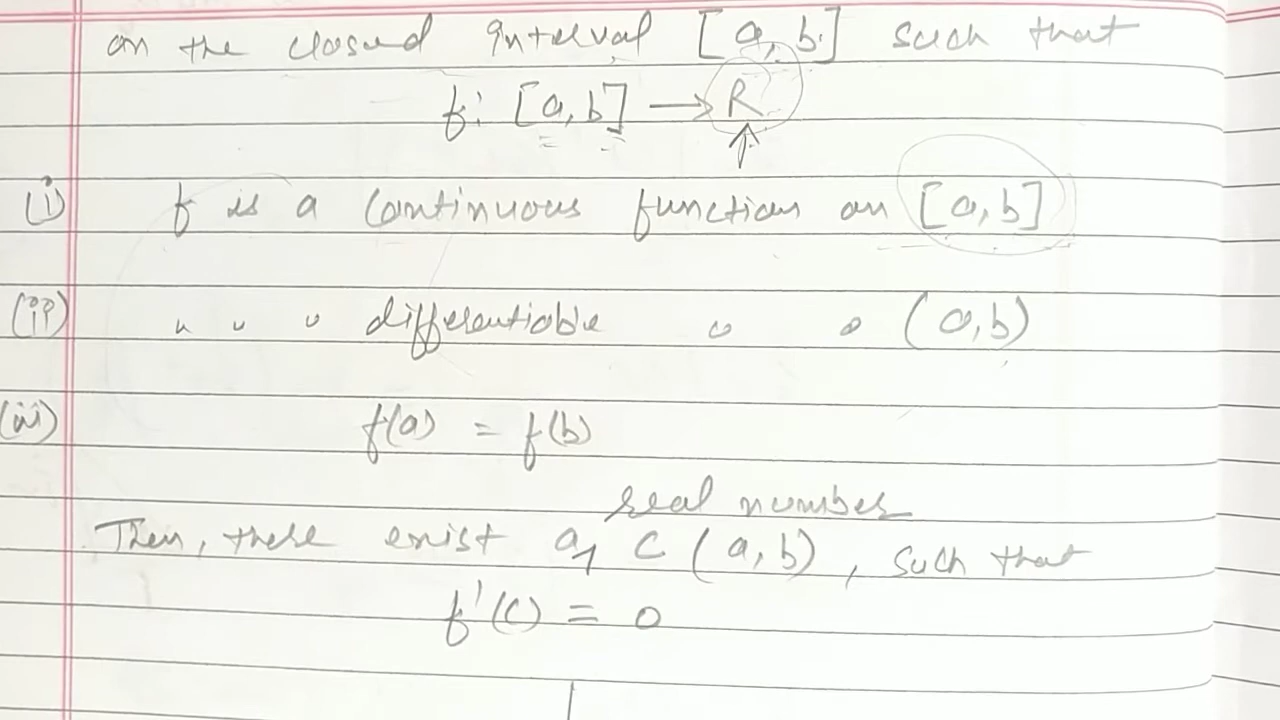 on the closed interval [a, b] such that
f: [a, b] → R
(i) f is a continuous function on [a, b]
(ii) " " " differentiable " " (a, b)
(iii) f(a) = f(b)
real number
Then, there exist a, c (a, b), such that
f'(c) = 0